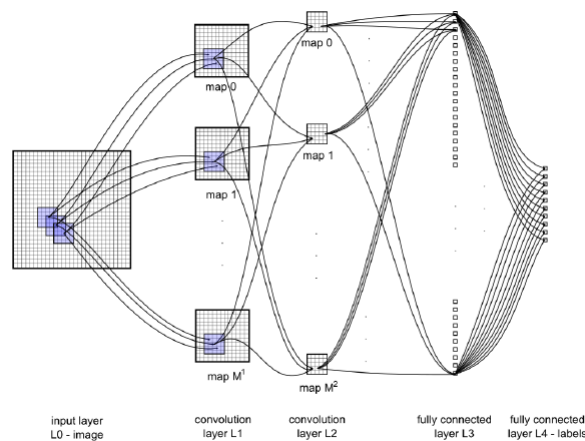 map 0
map 0
map 1
map 1
map M¹
map M²
input layer
L0 - image
convolution
layer L1
convolution
layer L2
fully connected
layer L3
fully connected
layer L4 - labels